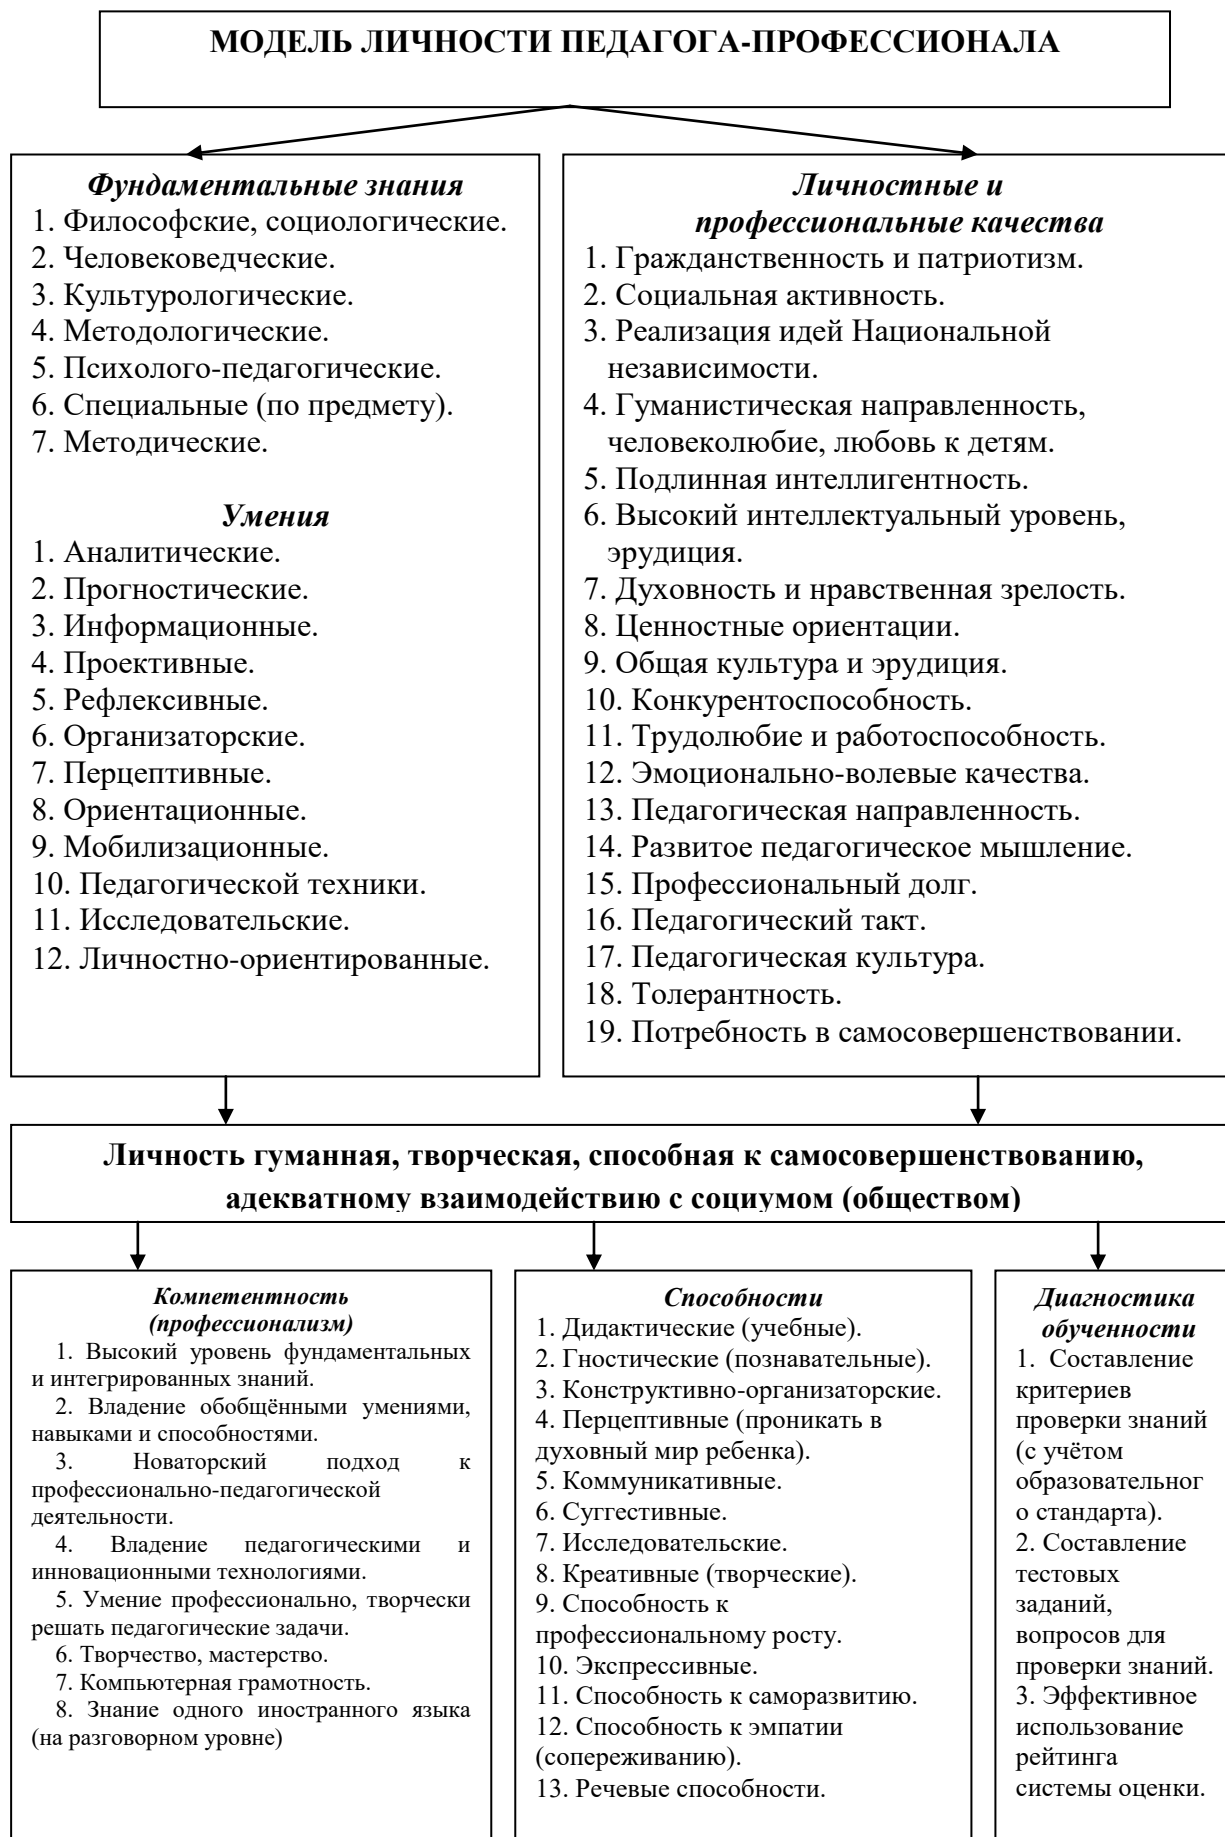 МОДЕЛЬ ЛИЧНОСТИ ПЕДАГОГА-ПРОФЕССИОНАЛА
Фундаментальные знания
1. Философские, социологические.
2. Человековедческие.
3. Культурологические.
4. Методологические.
5. Психолого-педагогические.
6. Специальные (по предмету).
7. Методические.
Умения
1. Аналитические.
2. Прогностические.
3. Информационные.
4. Проективные.
5. Рефлексивные.
6. Организаторские.
7. Перцептивные.
8. Ориентационные.
9. Мобилизационные.
10. Педагогической техники.
11. Исследовательские.
12. Личностно-ориентированные.
Личностные и
профессиональные качества
1. Гражданственность и патриотизм.
2. Социальная активность.
3. Реализация идей Национальной
независимости.
4. Гуманистическая направленность,
человеколюбие, любовь к детям.
5. Подлинная интеллигентность.
6. Высокий интеллектуальный уровень,
эрудиция.
7. Духовность и нравственная зрелость.
8. Ценностные ориентации.
9. Общая культура и эрудиция.
10. Конкурентоспособность.
11. Трудолюбие и работоспособность.
12. Эмоционально-волевые качества.
13. Педагогическая направленность.
14. Развитое педагогическое мышление.
15. Профессиональный долг.
16. Педагогический такт.
17. Педагогическая культура.
18. Толерантность.
19. Потребность в самосовершенствовании.
Личность гуманная, творческая, способная к самосовершенствованию,
адекватному взаимодействию с социумом (обществом)
Компетентность
(профессионализм)
1. Высокий уровень фундаментальных
и интегрированных знаний.
2. Владение обобщёнными умениями,
навыками и способностями.
3. Новаторский подход к
профессионально-педагогической
деятельности.
4. Владение педагогическими и
инновационными технологиями.
5. Умение профессионально, творчески
решать педагогические задачи.
6. Творчество, мастерство.
7. Компьютерная грамотность.
8. Знание одного иностранного языка
(на разговорном уровне)
Способности
1. Дидактические (учебные).
2. Гностические (познавательные).
3. Конструктивно-организаторские.
4. Перцептивные (проникать в
духовный мир ребенка).
5. Коммуникативные.
6. Суггестивные.
7. Исследовательские.
8. Креативные (творческие).
9. Способность к
профессиональному росту.
10. Экспрессивные.
11. Способность к саморазвитию.
12. Способность к эмпатии
(сопереживанию).
13. Речевые способности.
Диагностика
обученности
1. Составление
критериев
проверки знаний
(с учётом
образовательног
о стандарта).
2. Составление
тестовых
заданий,
вопросов для
проверки знаний.
3. Эффективное
использование
рейтинга
системы оценки.